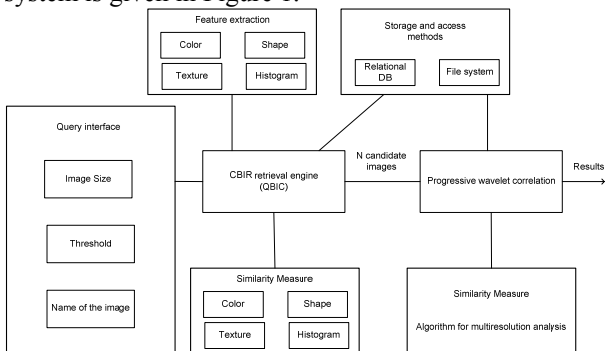 system is given in Figure 1.
Feature extraction
Color
Shape
Texture
Histogram
Storage and access
methods
Relational
DB
File system
Query interface
Image Size
Threshold
Name of the image
CBIR retrieval engine
(QBIC)
N candidate
images
Progressive wavelet correlation
Results
Similarity Measure
Color
Shape
Texture
Histogram
Similarity Measure
Algorithm for multiresolution analysis